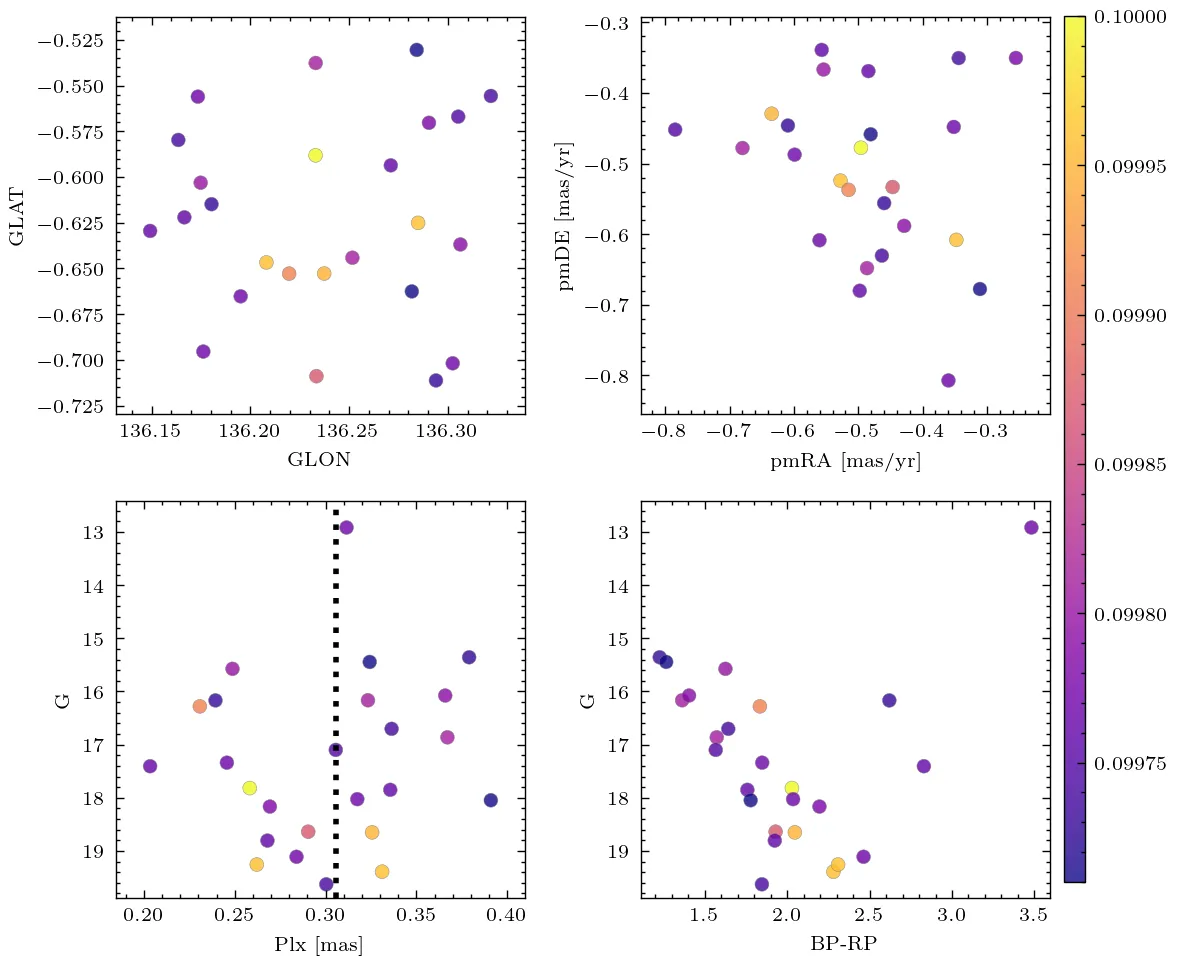 −0.525
−0.550
−0.575
−0.600
−0.625
−0.650
−0.675
−0.700
−0.725
GLAT
136.15 136.20 136.25 136.30
GLON
−0.3
−0.4
−0.5
−0.6
−0.7
−0.8
pmDE [mas/yr]
−0.8 −0.7 −0.6 −0.5 −0.4 −0.3
pmRA [mas/yr]
13
14
15
16
17
18
19
G
0.20 0.25 0.30 0.35 0.40
Plx [mas]
13
14
15
16
17
18
19
G
1.5 2.0 2.5 3.0 3.5
BP-RP
0.10000
0.09995
0.09990
0.09985
0.09980
0.09975